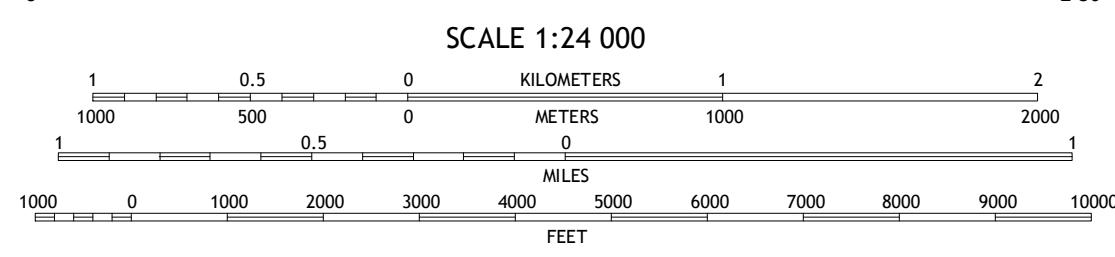 SCALE 1:24 000
1 0.5 0 KILOMETERS 1 2
1000 500 0 METERS 1000 2000
1 0.5 0 1
MILES
1000 0 1000 2000 3000 4000 5000 6000 7000 8000 9000 10000
FEET